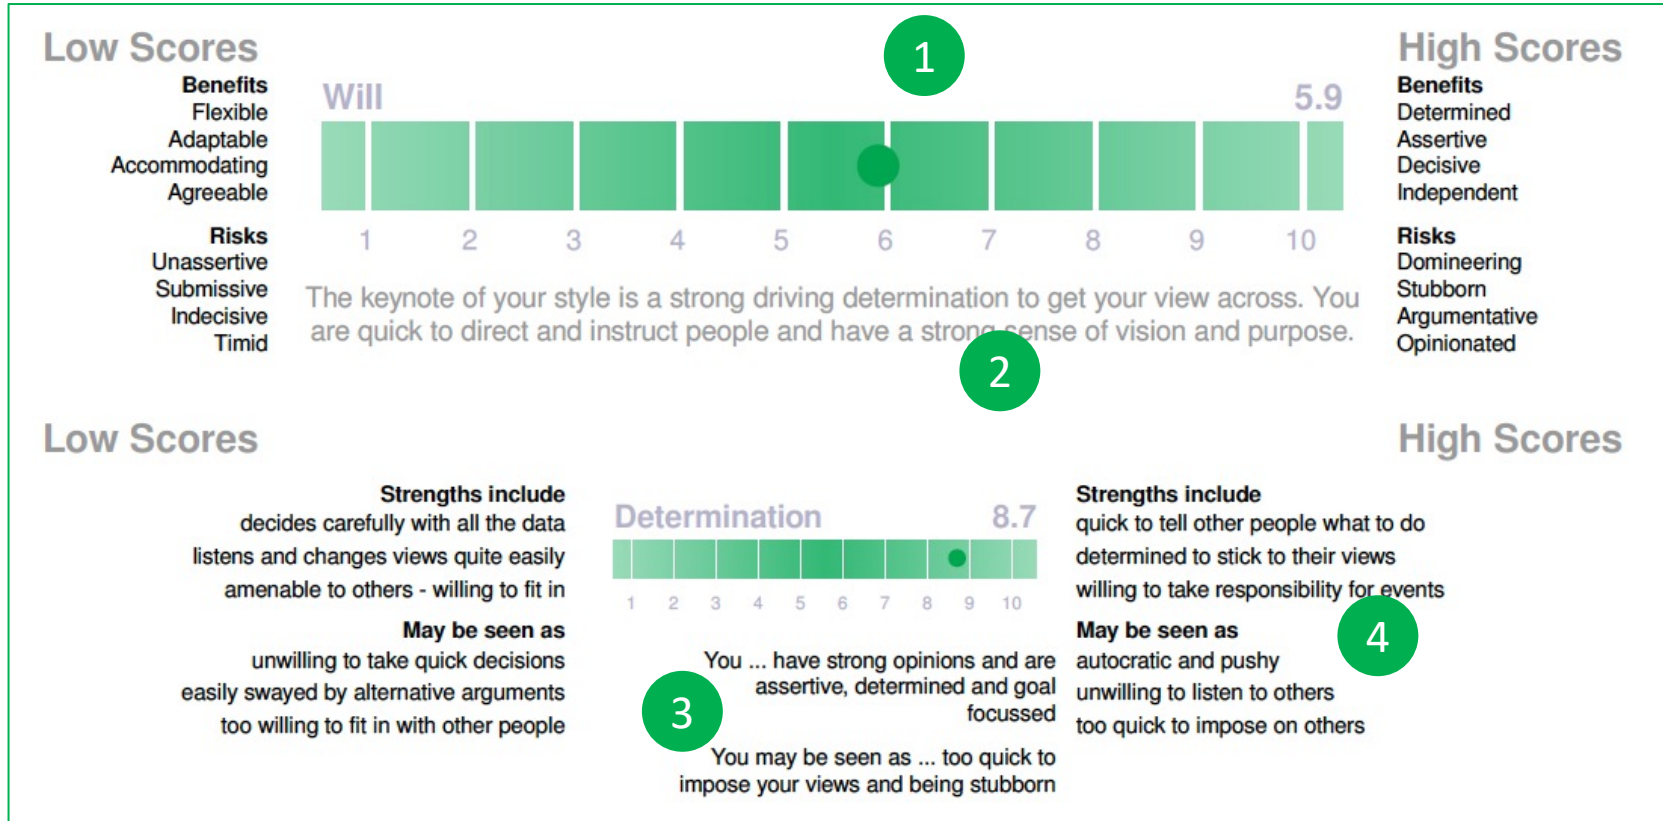 Low Scores
Benefits
Flexible
Adaptable
Accommodating
Agreeable
Risks
Unassertive
Submissive
Indecisive
Timid
1
Will 5.9
1 2 3 4 5 6 7 8 9 10
The keynote of your style is a strong driving determination to get your view across. You
are quick to direct and instruct people and have a strong sense of vision and purpose.
2
High Scores
Benefits
Determined
Assertive
Decisive
Independent
Risks
Domineering
Stubborn
Argumentative
Opinionated
Low Scores
Strengths include
decides carefully with all the data
listens and changes views quite easily
amenable to others - willing to fit in
May be seen as
unwilling to take quick decisions
easily swayed by alternative arguments
too willing to fit in with other people
Determination 8.7
1 2 3 4 5 6 7 8 9 10
You ... have strong opinions and are
assertive, determined and goal
focussed
3
You may be seen as ... too quick to
impose your views and being stubborn
High Scores
Strengths include
quick to tell other people what to do
determined to stick to their views
willing to take responsibility for events
4
May be seen as
autocratic and pushy
unwilling to listen to others
too quick to impose on others